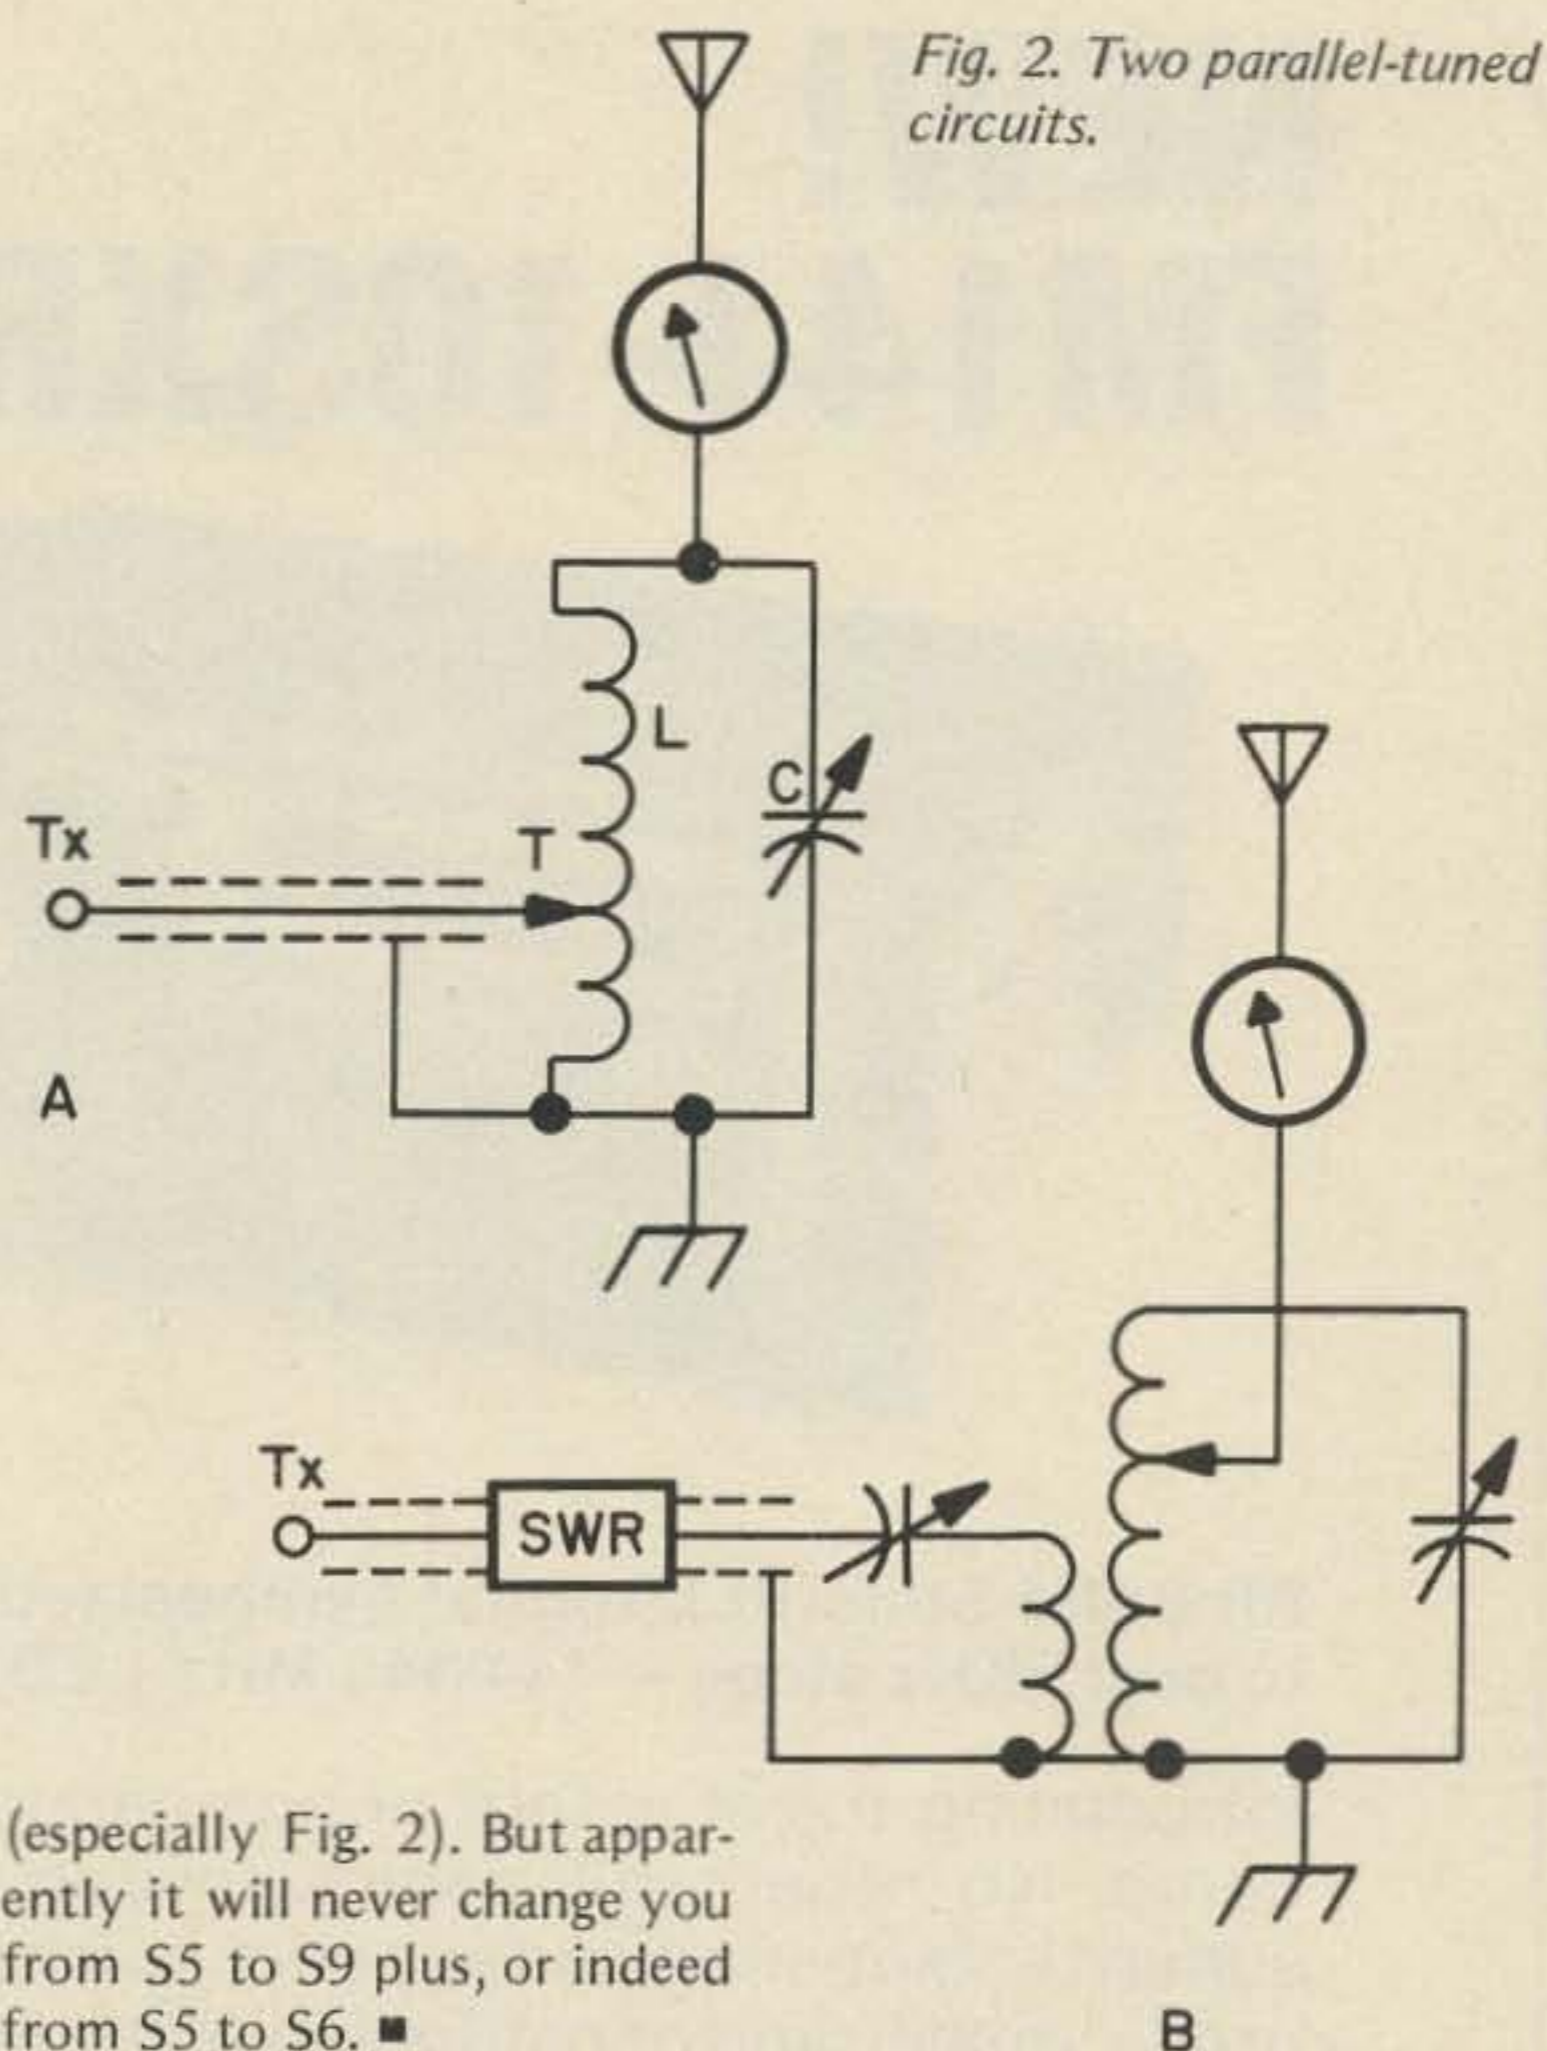 Fig. 2. Two parallel-tuned
circuits.
L
C
Tx
T
A
Tx
SWR
(especially Fig. 2). But appar-
ently it will never change you
from S5 to S9 plus, or indeed
from S5 to S6. ■
B